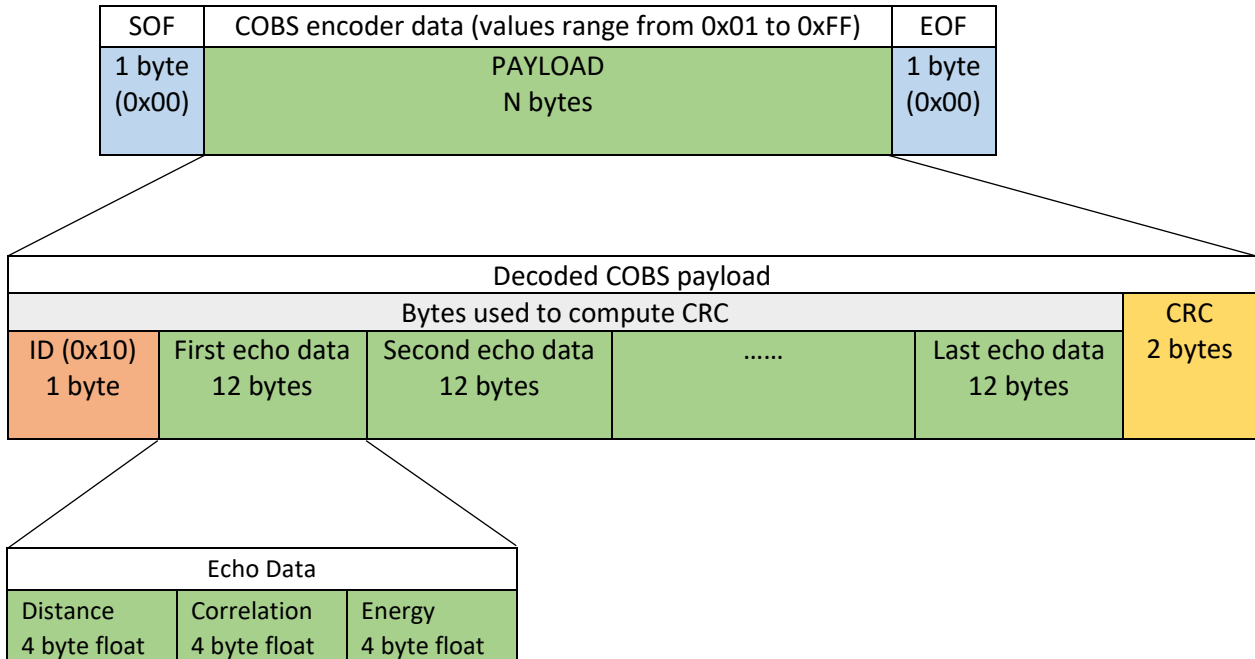 SOF COBS encoder data (values range from 0x01 to 0xFF) EOF
1 byte PAYLOAD 1 byte
(0x00) N bytes (0x00)
Decoded COBS payload
Bytes used to compute CRC CRC
ID (0x10) First echo data Second echo data …… Last echo data 2 bytes
1 byte 12 bytes 12 bytes 12 bytes
Echo Data
Distance Correlation Energy
4 byte float 4 byte float 4 byte float